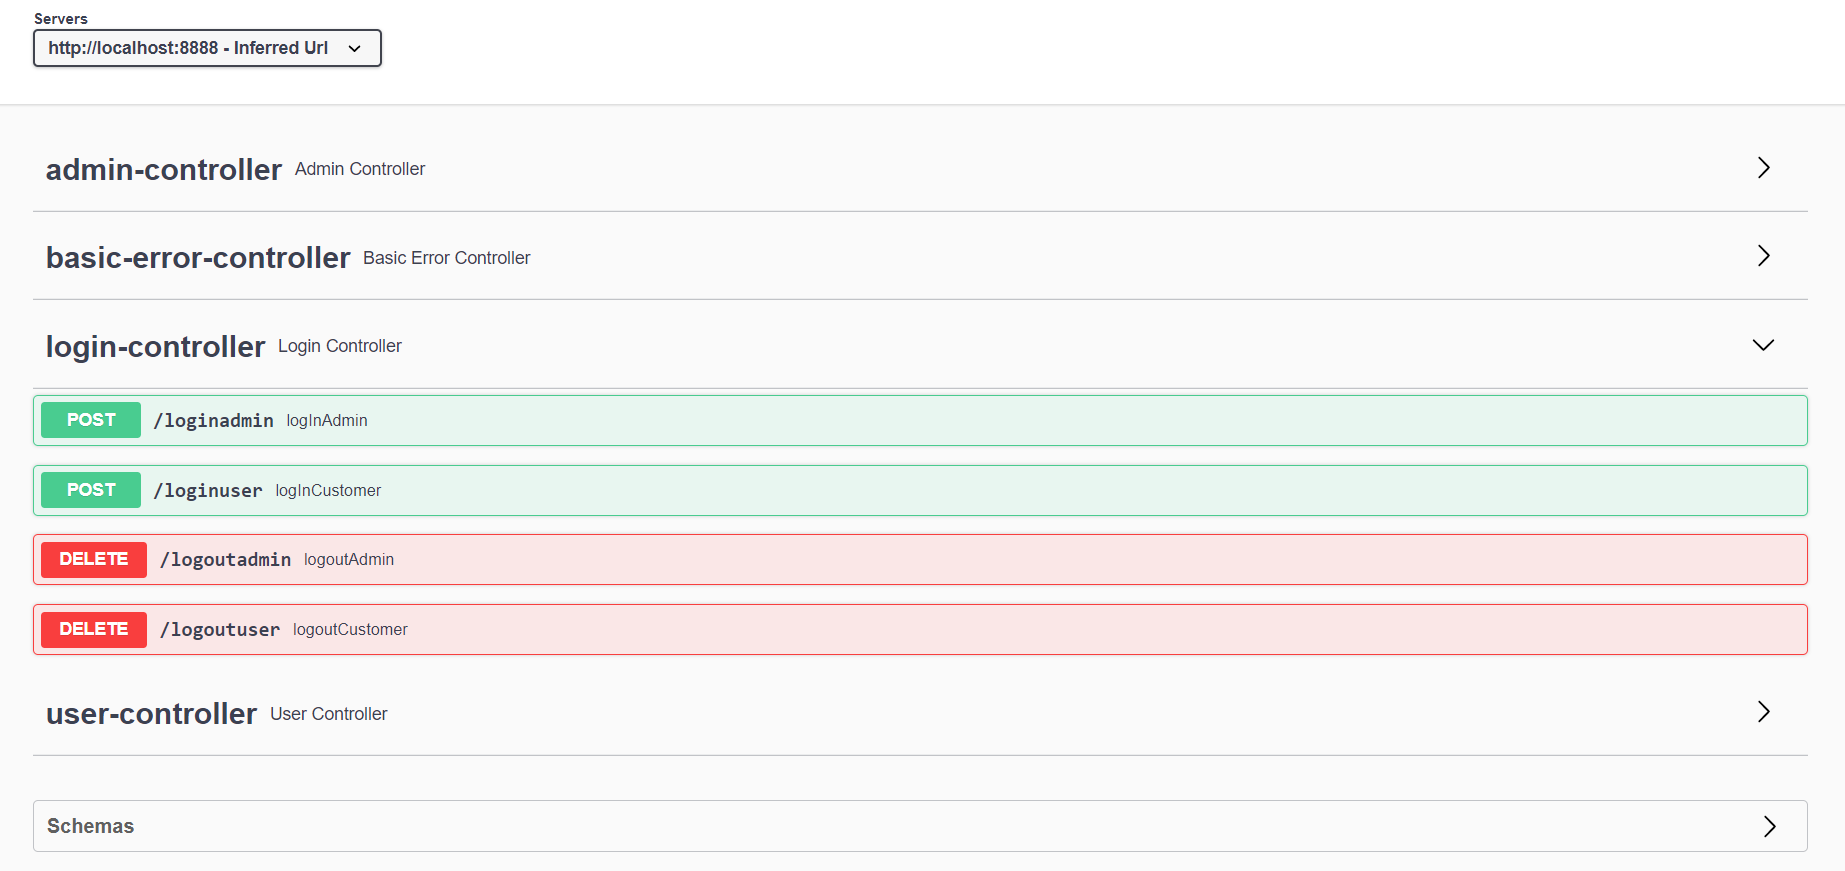 Servers
http://localhost:8888 - Inferred Url
admin-controller Admin Controller
basic-error-controller Basic Error Controller
login-controller Login Controller
POST /loginadmin logInAdmin
POST /loginuser logInCustomer
DELETE /logoutadmin logoutAdmin
DELETE /logoutuser logoutCustomer
user-controller User Controller
Schemas